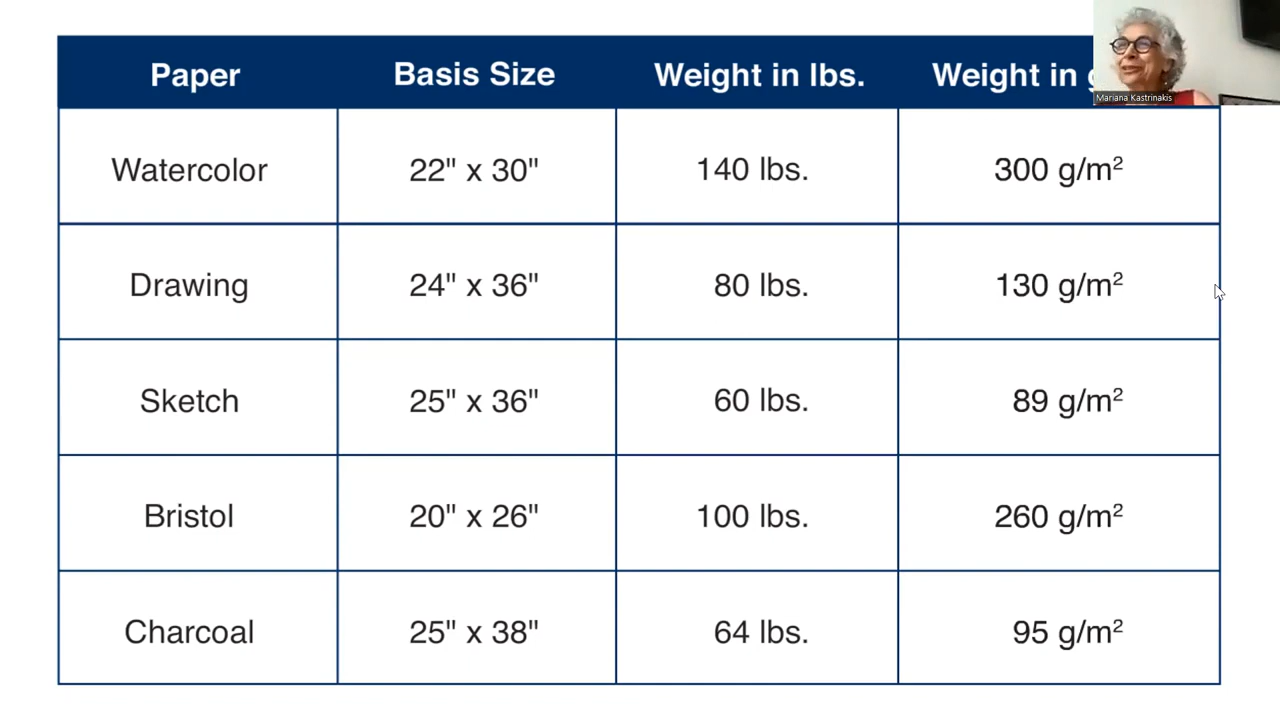 Paper Basis Size Weight in lbs. Weight in
Mariana Kastrinakis
Watercolor 22" x 30" 140 lbs. 300 g/m²
Drawing 24" x 36" 80 lbs. 130 g/m²
Sketch 25" x 36" 60 lbs. 89 g/m²
Bristol 20" x 26" 100 lbs. 260 g/m²
Charcoal 25" x 38" 64 lbs. 95 g/m²